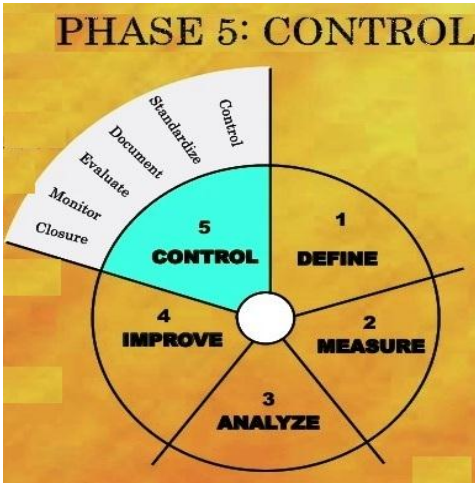 PHASE 5: CONTROL
Control
Standardize
Document
Evaluate
Monitor
Closure
5
CONTROL
1
DEFINE
4
IMPROVE
2
MEASURE
3
ANALYZE